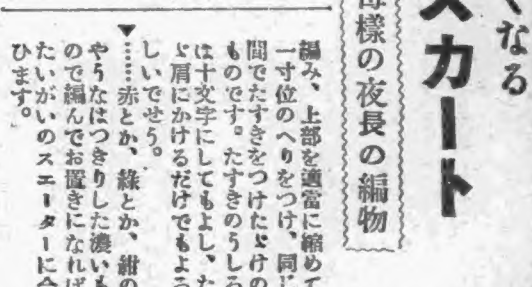 くなる
スカート
母様の夜長の編物
編み、上部を適當に縮めて
一寸位のへりをつけ、同じ
間でたすきをつけたゞけの
ものです。たすきのうしろ
は十文字にしてもよし、た
ゞ肩にかけるだけでもよろ
しいでせう。
▼……赤とか、綠とか、紺の
やうなはつきりした濃いも
ので編んでお置きになれば
たいがいのスエーターに合
ひます。